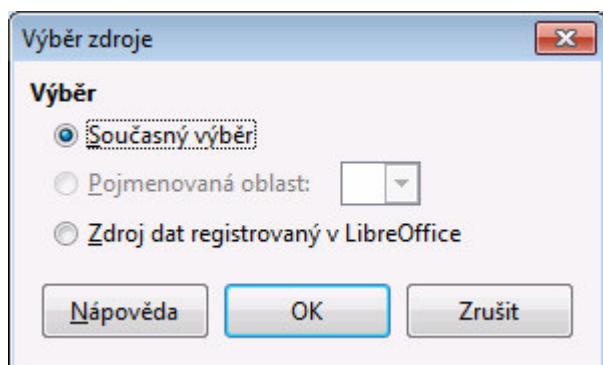 Výběr zdroje
Výběr
Současný výběr
Pojmenovaná oblast:
Zdroj dat registrovaný v LibreOffice
Nápověda OK Zrušit